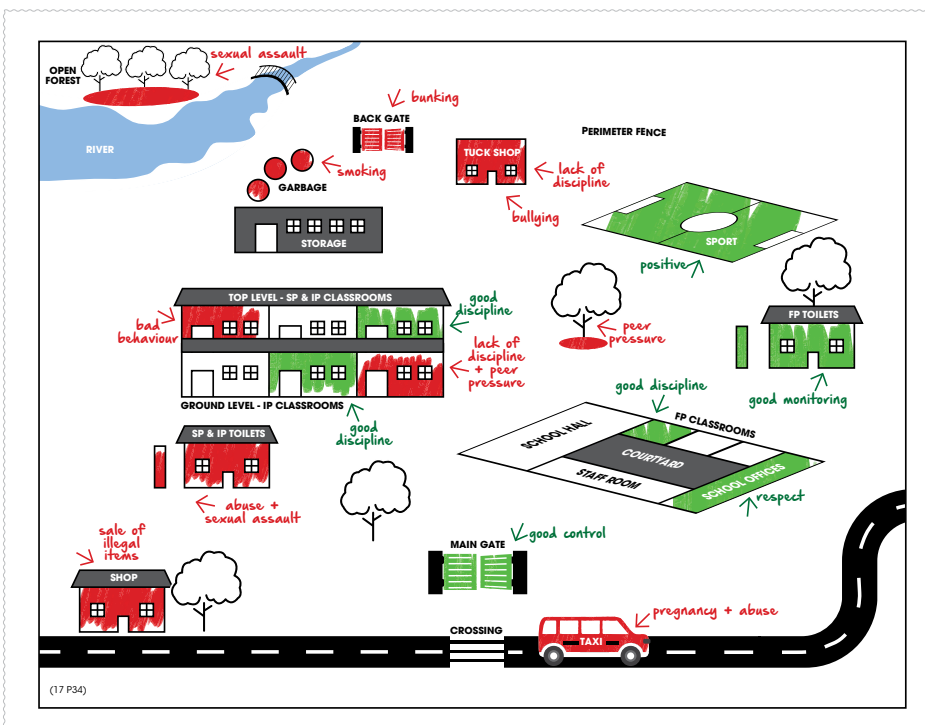 sexual assault
OPEN
FOREST
RIVER
bunking
BACK GATE
PERIMETER FENCE
TUCK SHOP
lack of
discipline
smoking
GARBAGE
bullying
STORAGE
SPORT
positive
TOP LEVEL - SP & IP CLASSROOMS
good
discipline
bad
behaviour
lack of
discipline
+ peer
pressure
peer
pressure
FP TOILETS
good monitoring
GROUND LEVEL - IP CLASSROOMS
good
discipline
good discipline
FP CLASSROOMS
SCHOOL HALL
COURTYARD
STAFF ROOM
SCHOOL OFFICES
respect
SP & IP TOILETS
abuse +
sexual assault
sale of
illegal
items
SHOP
good control
MAIN GATE
CROSSING
pregnancy + abuse
TAXI
(17 P34)